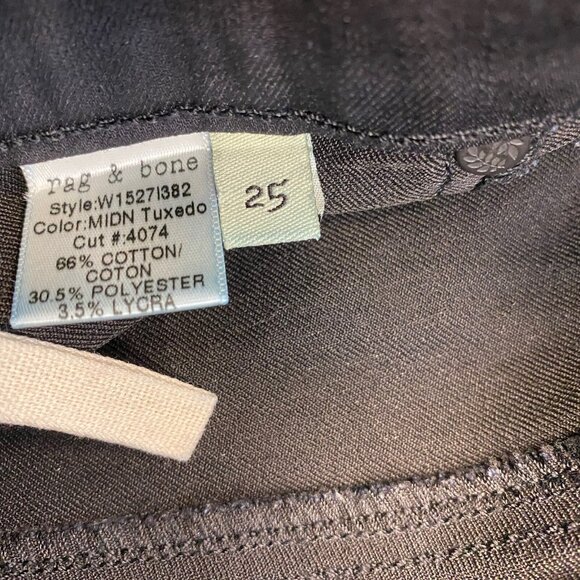 rag & bone
Style:W1527I382
Color:MIDN Tuxedo
Cut #:4074
66% COTTON/
COTON
30.5% POLYESTER
3.5% LYCRA
25